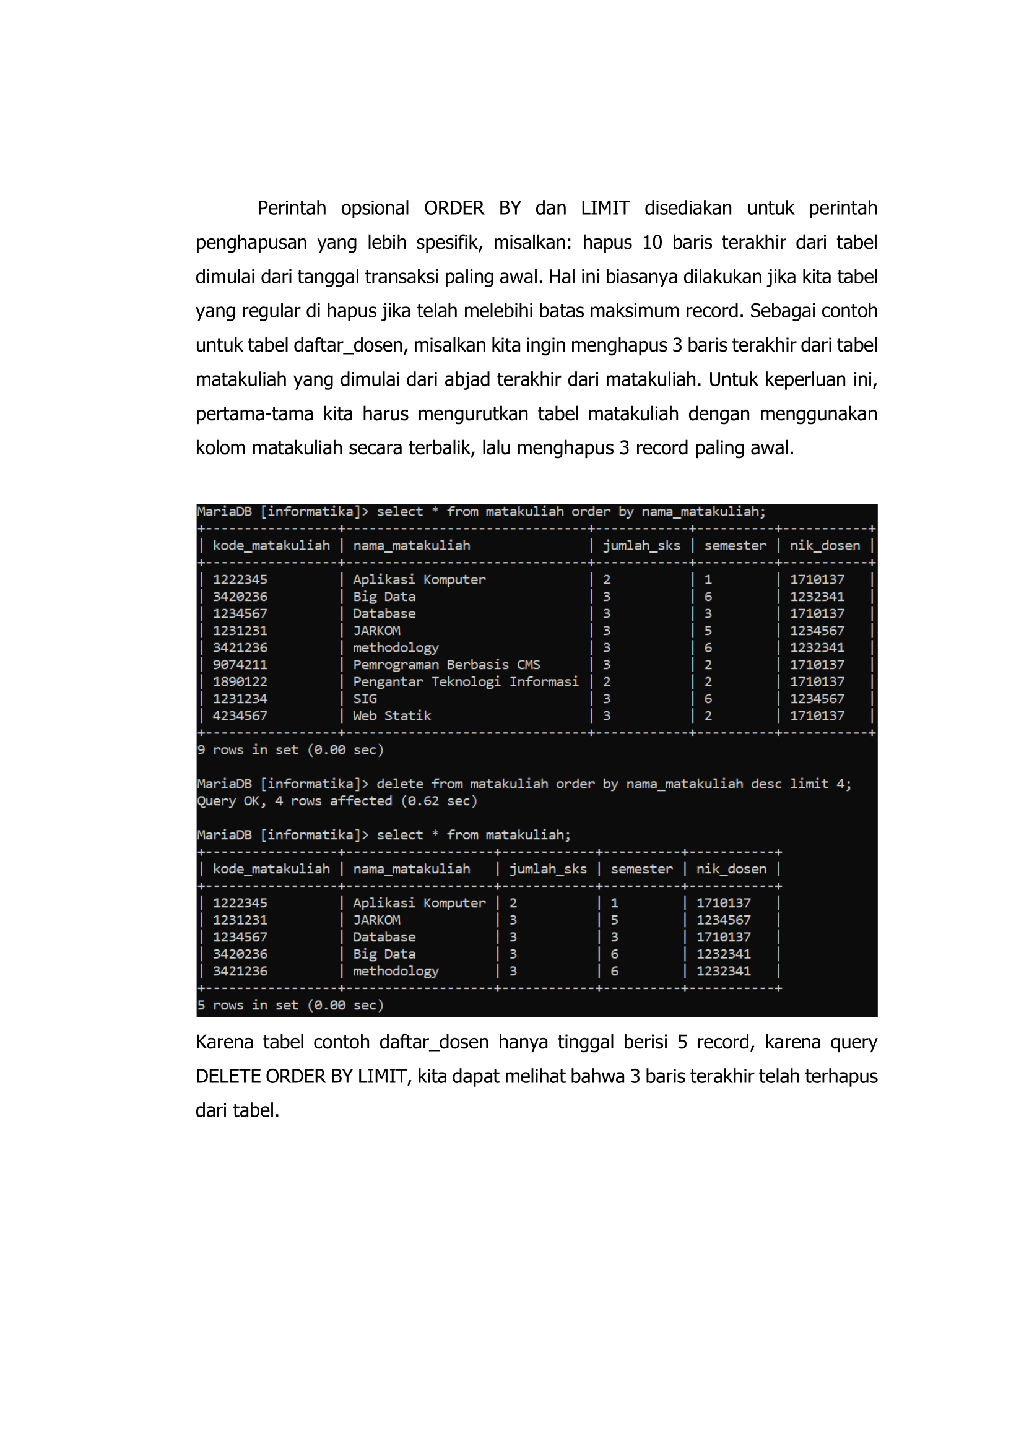 Perintah opsional ORDER BY dan LIMIT disediakan untuk perintah
penghapusan yang lebih spesifik, misalkan: hapus 10 baris terakhir dari tabel
dimulai dari tanggal transaksi paling awal. Hal ini biasanya dilakukan jika kita tabel
yang regular di hapus jika telah melebihi batas maksimum record. Sebagai contoh
untuk tabel daftar_dosen, misalkan kita ingin menghapus 3 baris terakhir dari tabel
matakuliah yang dimulai dari abjad terakhir dari matakuliah. Untuk keperluan ini,
pertama-tama kita harus mengurutkan tabel matakuliah dengan menggunakan
kolom matakuliah secara terbalik, lalu menghapus 3 record paling awal.
MariaDB [informatika]> select * from matakuliah order by nama_matakuliah;
+-----------------+-------------------------------+------------+----------+-----------+
| kode_matakuliah | nama_matakuliah               | jumlah_sks | semester | nik_dosen |
+-----------------+-------------------------------+------------+----------+-----------+
| 1222345         | Aplikasi Komputer             | 2          | 1        | 1710137   |
| 3420236         | Big Data                      | 3          | 6        | 1232341   |
| 1234567         | Database                      | 3          | 3        | 1710137   |
| 1231231         | JARKOM                        | 3          | 5        | 1234567   |
| 3421236         | methodology                   | 3          | 6        | 1232341   |
| 9074211         | Pemrograman Berbasis CMS      | 3          | 2        | 1710137   |
| 1890122         | Pengantar Teknologi Informasi | 2          | 2        | 1710137   |
| 1231234         | SIG                           | 3          | 6        | 1234567   |
| 4234567         | Web Statik                    | 3          | 2        | 1710137   |
+-----------------+-------------------------------+------------+----------+-----------+
9 rows in set (0.00 sec)
MariaDB [informatika]> delete from matakuliah order by nama_matakuliah desc limit 4;
Query OK, 4 rows affected (0.62 sec)
MariaDB [informatika]> select * from matakuliah;
+-----------------+-------------------+------------+----------+-----------+
| kode_matakuliah | nama_matakuliah   | jumlah_sks | semester | nik_dosen |
+-----------------+-------------------+------------+----------+-----------+
| 1222345         | Aplikasi Komputer | 2          | 1        | 1710137   |
| 1231231         | JARKOM            | 3          | 5        | 1234567   |
| 1234567         | Database          | 3          | 3        | 1710137   |
| 3420236         | Big Data          | 3          | 6        | 1232341   |
| 3421236         | methodology       | 3          | 6        | 1232341   |
+-----------------+-------------------+------------+----------+-----------+
5 rows in set (0.00 sec)
Karena tabel contoh daftar_dosen hanya tinggal berisi 5 record, karena query
DELETE ORDER BY LIMIT, kita dapat melihat bahwa 3 baris terakhir telah terhapus
dari tabel.